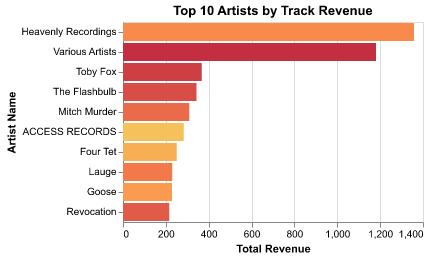 Top 10 Artists by Track Revenue
Artist Name
Heavenly Recordings
Various Artists
Toby Fox
The Flashbulb
Mitch Murder
ACCESS RECORDS
Four Tet
Lauge
Goose
Revocation
0 200 400 600 800 1,000 1,200 1,400
Total Revenue